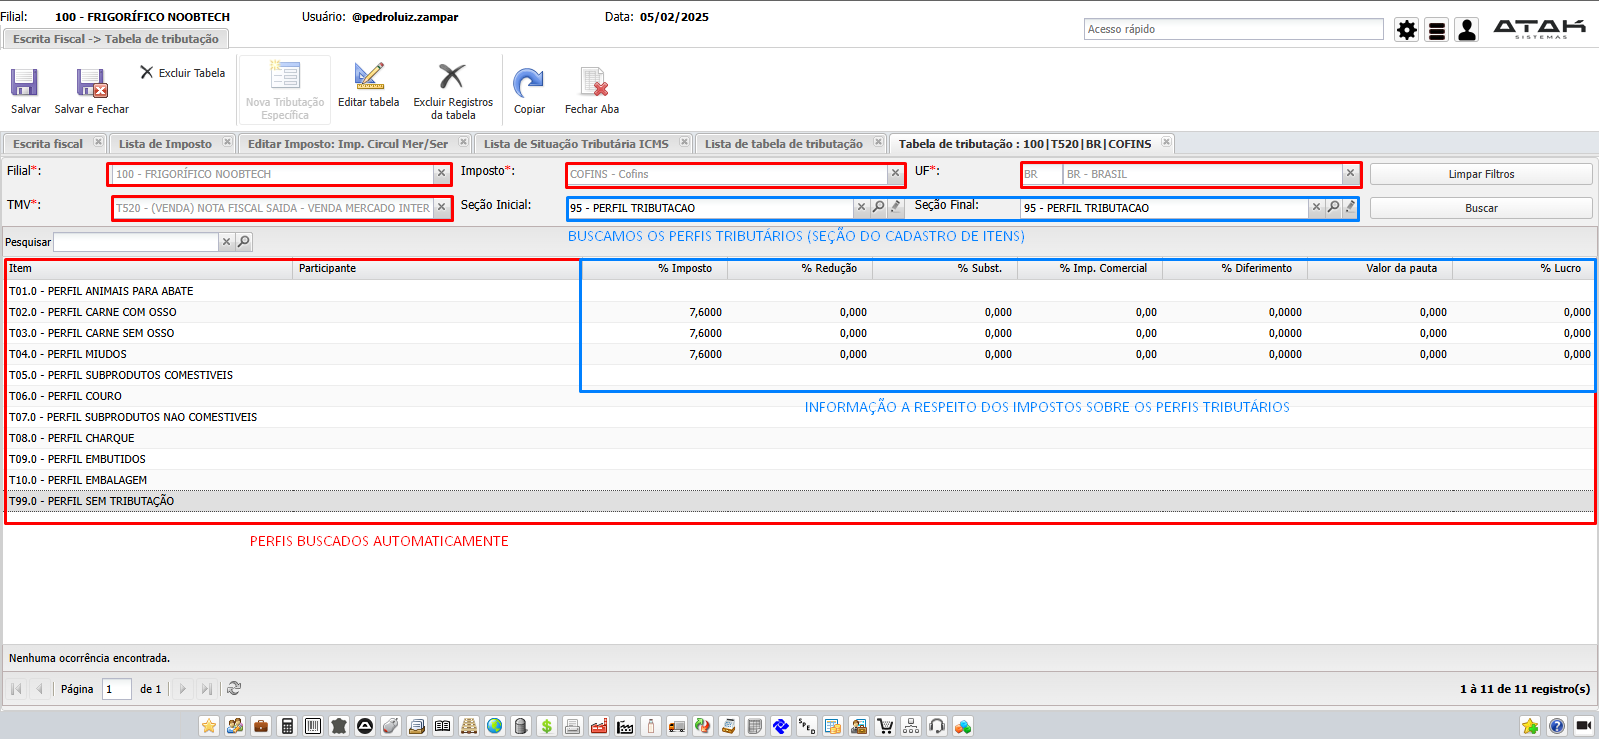 Filial: 100 - FRIGORÍFICO NOOBTECH Usuário: @pedroluiz.zampar Data: 05/02/2025
Escrita Fiscal -> Tabela de tributação
Acesso rápido
ATAK
SISTEMAS
Salvar
Salvar e Fechar
Excluir Tabela
Nova Tributação
Específica
Editar tabela
Excluir Registros
da tabela
Copiar
Fechar Aba
Escrita fiscal
Lista de Imposto
Editar Imposto: Imp. Circul Mer/Ser
Lista de Situação Tributária ICMS
Lista de tabela de tributação
Tabela de tributação : 100|T520|BR|COFINS
Filial*: 100 - FRIGORÍFICO NOOBTECH Imposto*: COFINS - Cofins UF*: BR BR - BRASIL Limpar Filtros
TMV*: T520 - (VENDA) NOTA FISCAL SAIDA - VENDA MERCADO INTER Seção Inicial: 95 - PERFIL TRIBUTACAO Seção Final: 95 - PERFIL TRIBUTACAO Buscar
Pesquisar
BUSCAMOS OS PERFIS TRIBUTÁRIOS (SEÇÃO DO CADASTRO DE ITENS)
Item Participante % Imposto % Redução % Subst. % Imp. Comercial % Diferimento Valor da pauta % Lucro
T01.0 - PERFIL ANIMAIS PARA ABATE
T02.0 - PERFIL CARNE COM OSSO 7,6000 0,000 0,000 0,00 0,0000 0,000 0,000
T03.0 - PERFIL CARNE SEM OSSO 7,6000 0,000 0,000 0,00 0,0000 0,000 0,000
T04.0 - PERFIL MIUDOS 7,6000 0,000 0,000 0,00 0,0000 0,000 0,000
T05.0 - PERFIL SUBPRODUTOS COMESTIVEIS
T06.0 - PERFIL COURO
INFORMAÇÃO A RESPEITO DOS IMPOSTOS SOBRE OS PERFIS TRIBUTÁRIOS
T07.0 - PERFIL SUBPRODUTOS NAO COMESTIVEIS
T08.0 - PERFIL CHARQUE
T09.0 - PERFIL EMBUTIDOS
T10.0 - PERFIL EMBALAGEM
T99.0 - PERFIL SEM TRIBUTAÇÃO
PERFIS BUSCADOS AUTOMATICAMENTE
Nenhuma ocorrência encontrada.
Página 1 de 1
1 à 11 de 11 registro(s)